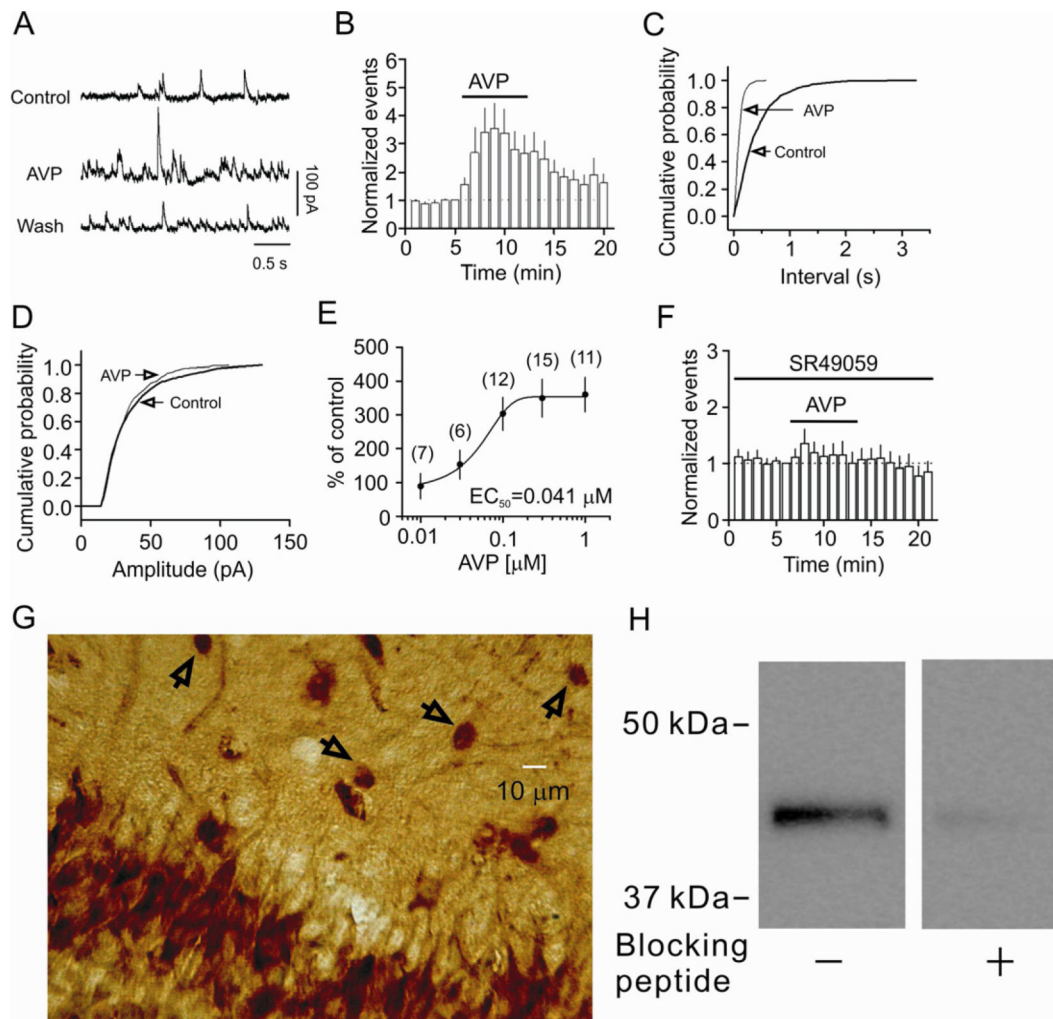 A
Control
AVP
Wash
100 pA
0.5 s
B
Normalized events
6
5
4
3
2
1
0
AVP
0 5 10 15 20
Time (min)
C
Cumulative probability
1.0
0.8
0.6
0.4
0.2
0.0
AVP
Control
0 1 2 3
Interval (s)
D
Cumulative probability
1.0
0.8
0.6
0.4
0.2
0.0
AVP
Control
0 50 100 150
Amplitude (pA)
E
% of control
500
400
300
200
100
0
(7)
(6)
(12)
(15)
(11)
EC₅₀=0.041 μM
0.01 0.1 1
AVP [μM]
F
Normalized events
3
2
1
0
SR49059
AVP
0 5 10 15 20
Time (min)
G
10 μm
H
50 kDa–
37 kDa–
Blocking
peptide
– +